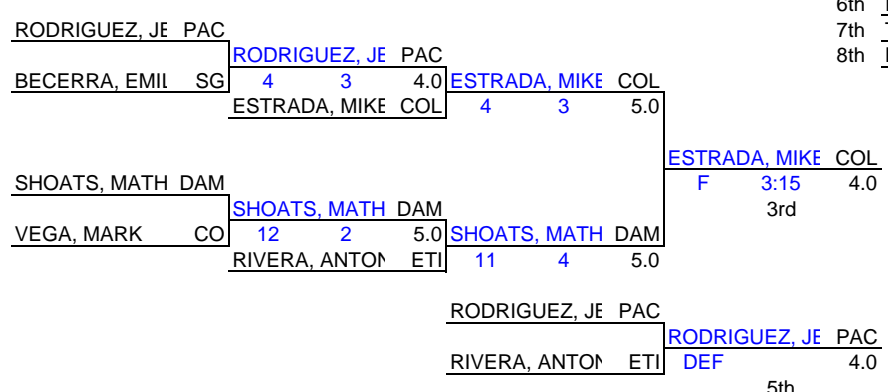 6th
RODRIGUEZ, JE PAC 7th
RODRIGUEZ, JE PAC 8th
BECERRA, EMIL SG 4 3 4.0 ESTRADA, MIKE COL
ESTRADA, MIKE COL 4 3 5.0
ESTRADA, MIKE COL
SHOATS, MATH DAM F 3:15 4.0
SHOATS, MATH DAM 3rd
VEGA, MARK CO 12 2 5.0 SHOATS, MATH DAM
RIVERA, ANTON ETI 11 4 5.0
RODRIGUEZ, JE PAC
RODRIGUEZ, JE PAC
RIVERA, ANTON ETI DEF 4.0
5th